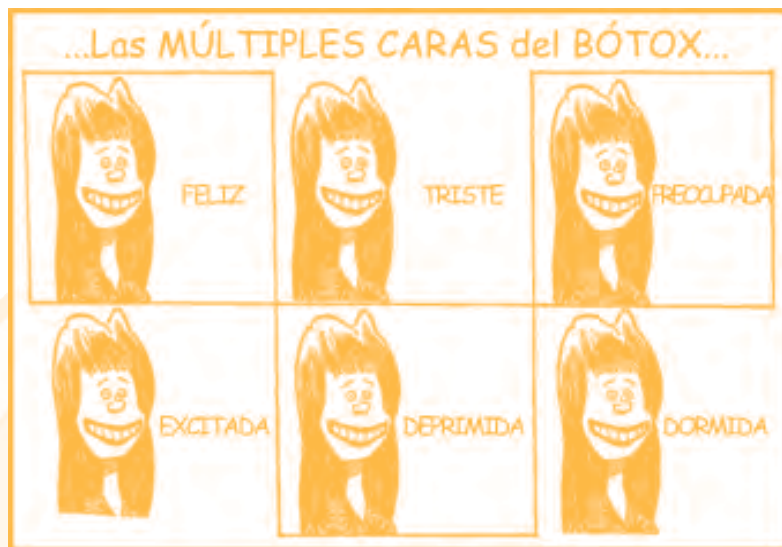 ...Las MÚLTIPLES CARAS del BÓTOX...
FELIZ
TRISTE
PREOCUPADA
EXCITADA
DEPRIMIDA
DORMIDA